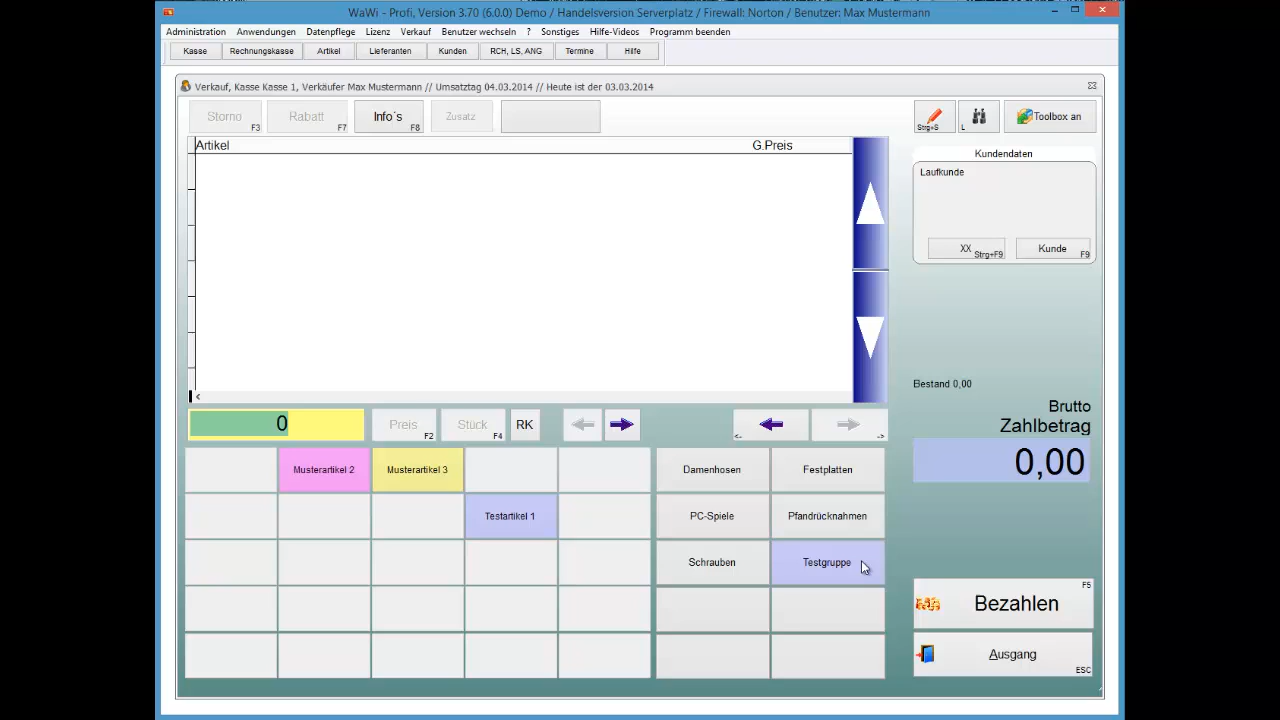 WaWi - Profi, Version 3.70 (6.0.0) Demo / Handelsversion Serverplatz / Firewall: Norton / Benutzer: Max Mustermann
Administration Anwendungen Datenpflege Lizenz Verkauf Benutzer wechseln ? Sonstiges Hilfe-Videos Programm beenden
Kasse Rechnungskasse Artikel Lieferanten Kunden RCH, LS, ANG Termine Hilfe
Verkauf, Kasse Kasse 1, Verkäufer Max Mustermann // Umsatztag 04.03.2014 // Heute ist der 03.03.2014
Storno F3 Rabatt F7 Info´s F8 Zusatz Strg+S L Toolbox an
Artikel G.Preis
Kundendaten
Laufkunde
XX Strg+F9 Kunde F9
Bestand 0,00
Brutto
Zahlbetrag
0,00
0 Preis F2 Stück F4 RK <- ->
Musterartikel 2 Musterartikel 3 Damenhosen Festplatten
Testartikel 1 PC-Spiele Pfandrücknahmen
Schrauben Testgruppe
Bezahlen F5
Ausgang ESC